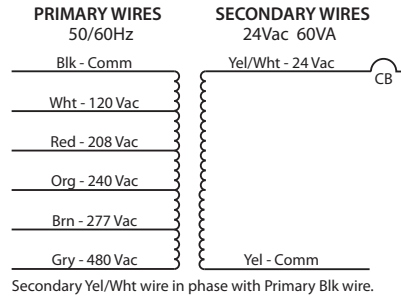 PRIMARY WIRES
50/60Hz
SECONDARY WIRES
24Vac 60VA
Blk - Comm
Wht - 120 Vac
Red - 208 Vac
Org - 240 Vac
Brn - 277 Vac
Gry - 480 Vac
Yel/Wht - 24 Vac
CB
Yel - Comm
Secondary Yel/Wht wire in phase with Primary Blk wire.